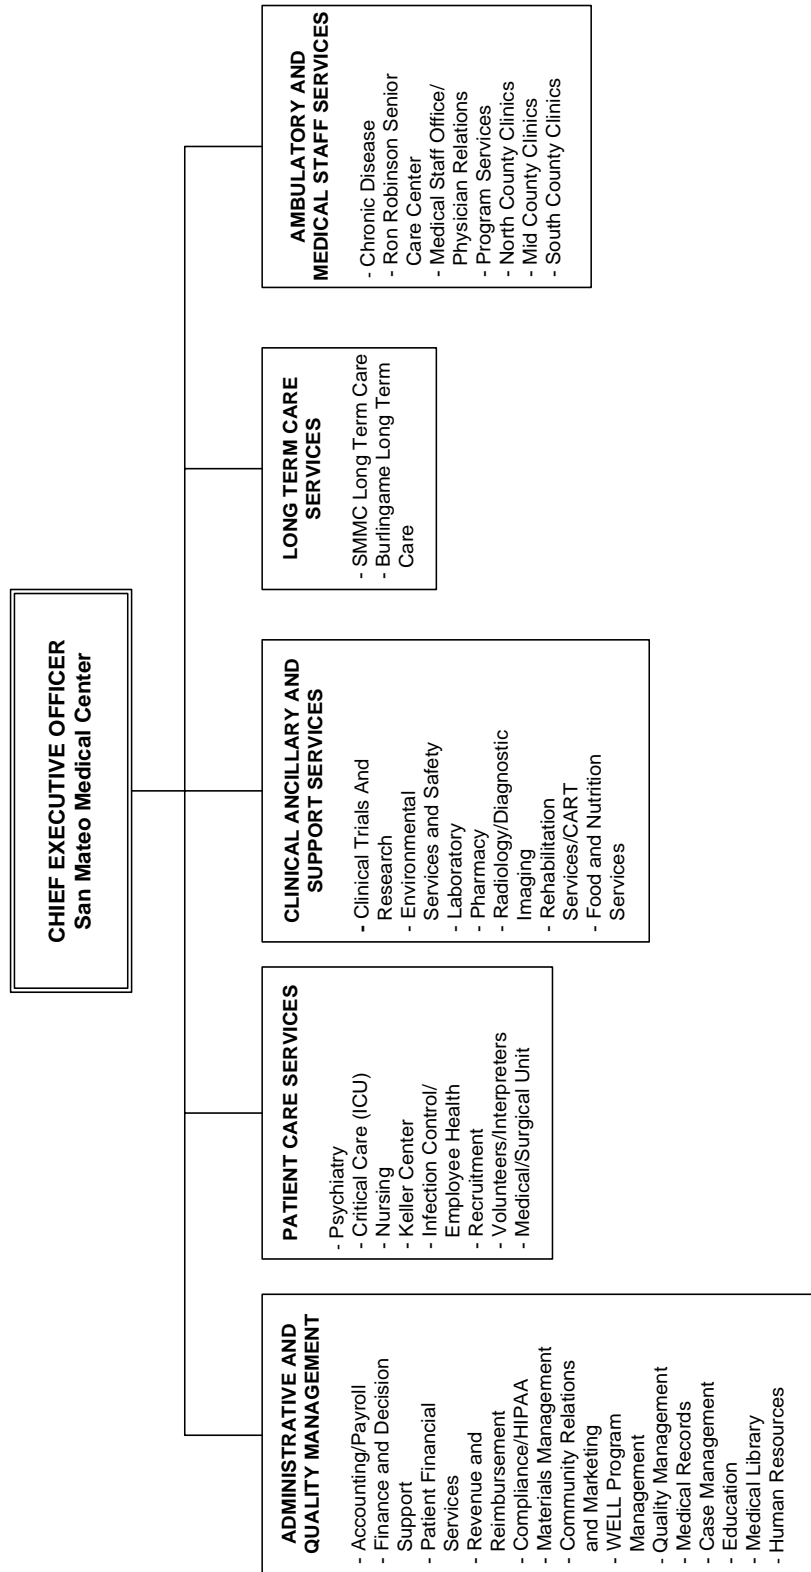 CHIEF EXECUTIVE OFFICER
San Mateo Medical Center
ADMINISTRATIVE AND
QUALITY MANAGEMENT
- Accounting/Payroll
- Finance and Decision
Support
- Patient Financial
Services
- Revenue and
Reimbursement
- Compliance/HIPAA
- Materials Management
- Community Relations
and Marketing
- WELL Program
Management
- Quality Management
- Medical Records
- Case Management
- Education
- Medical Library
- Human Resources
PATIENT CARE SERVICES
- Psychiatry
- Critical Care (ICU)
- Nursing
- Keller Center
- Infection Control/
Employee Health
- Recruitment
- Volunteers/Interpreters
- Medical/Surgical Unit
CLINICAL ANCILLARY AND
SUPPORT SERVICES
- Clinical Trials And
Research
- Environmental
Services and Safety
- Laboratory
- Pharmacy
- Radiology/Diagnostic
Imaging
- Rehabilitation
Services/CART
- Food and Nutrition
Services
LONG TERM CARE
SERVICES
- SMMC Long Term Care
- Burlingame Long Term
Care
AMBULATORY AND
MEDICAL STAFF SERVICES
- Chronic Disease
- Ron Robinson Senior
Care Center
- Medical Staff Office/
Physician Relations
- Program Services
- North County Clinics
- Mid County Clinics
- South County Clinics